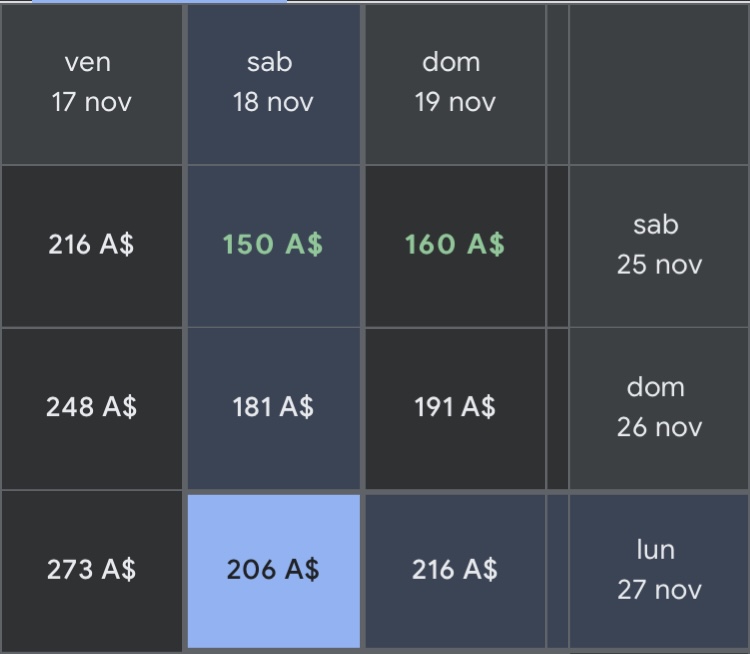 ven
17 nov
sab
18 nov
dom
19 nov
216 A$
150 A$
160 A$
sab
25 nov
248 A$
181 A$
191 A$
dom
26 nov
273 A$
206 A$
216 A$
lun
27 nov